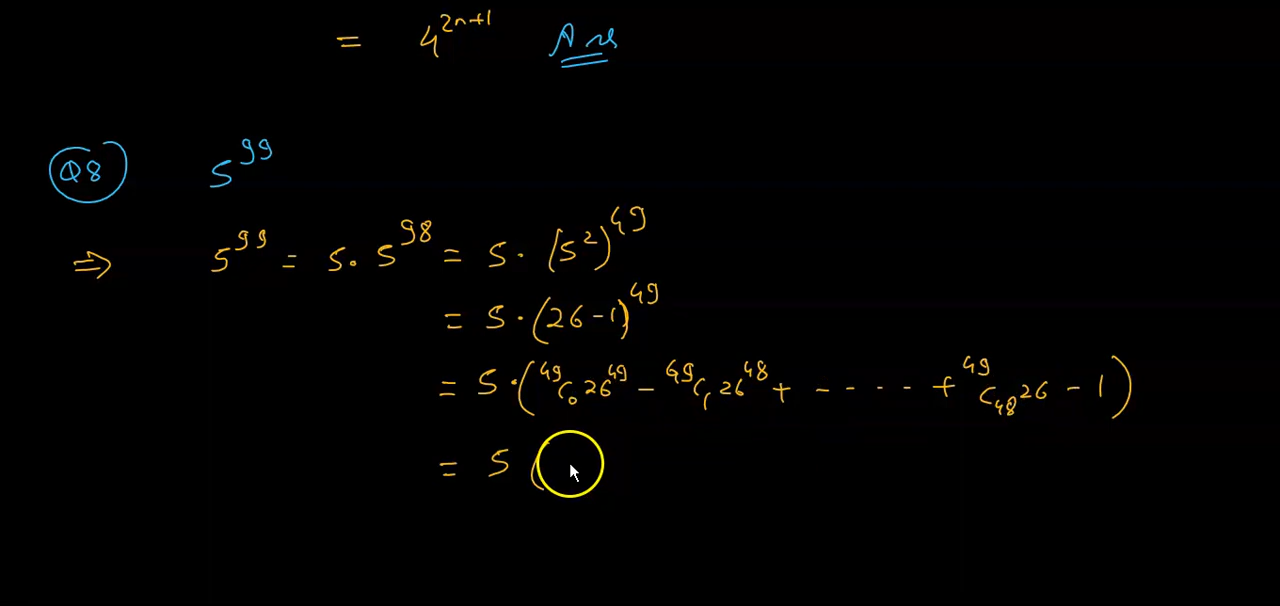 = 4^{2n+1} Ans
Q8 5^{99}
⇒ 5^{99} = 5 · 5^{98} = 5 · (5^2)^{49}
= 5 · (26-1)^{49}
= 5 · (^{49}C_0 26^{49} - ^{49}C_1 26^{48} + - - - - - + ^{49}C_{48} 26 - 1)
= 5 (